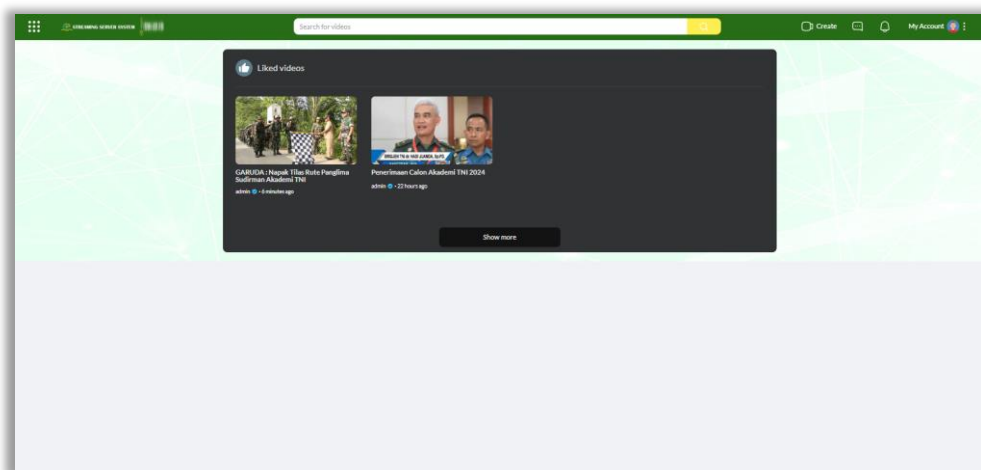 STREAMING SERVER SYSTEM
Search for videos
Create
My Account
Liked videos
GARUDA : Napak Tilas Rute Panglima
Sudirman Akademi TNI
admin • 6 minutes ago
Penerimaan Calon Akademi TNI 2024
admin • 22 hours ago
Show more